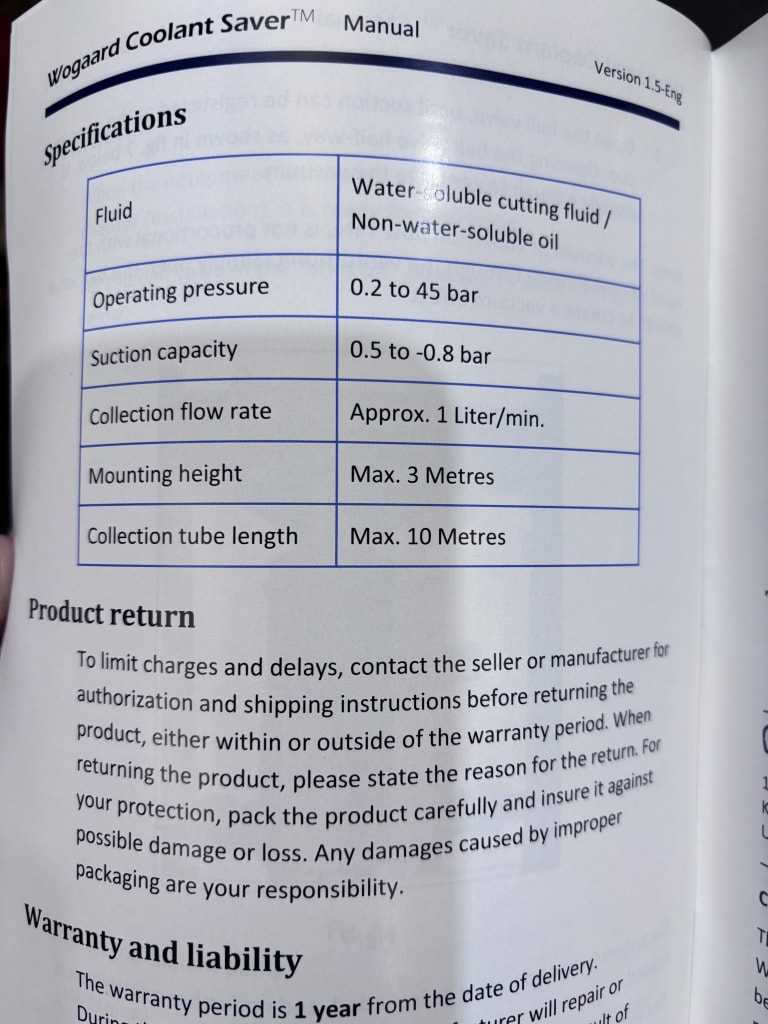 Wogaard Coolant Saver™ Manual
Version 1.5-Eng
Specifications
Fluid
Water-soluble cutting fluid /
Non-water-soluble oil
Operating pressure
0.2 to 45 bar
Suction capacity
0.5 to -0.8 bar
Collection flow rate
Approx. 1 Liter/min.
Mounting height
Max. 3 Metres
Collection tube length
Max. 10 Metres
Product return
To limit charges and delays, contact the seller or manufacturer for
authorization and shipping instructions before returning the
product, either within or outside of the warranty period. When
returning the product, please state the reason for the return. For
your protection, pack the product carefully and insure it against
possible damage or loss. Any damages caused by improper
packaging are your responsibility.
Warranty and liability
The warranty period is 1 year from the date of delivery.
will repair or
of